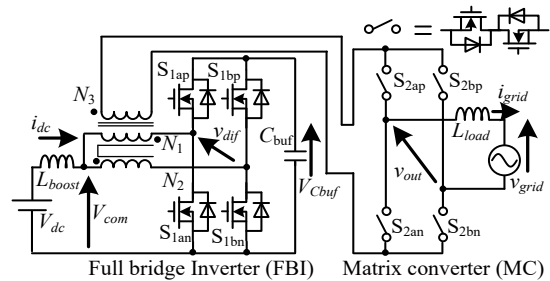 =
S1ap S1bp
N3
S2ap S2bp
igrid
idc
N1
vdif
Cbuf
Lload
Lboost
N2
vout
VCbuf
vgrid
Vdc
Vcom
S1an S1bn
S2an S2bn
Full bridge Inverter (FBI) Matrix converter (MC)